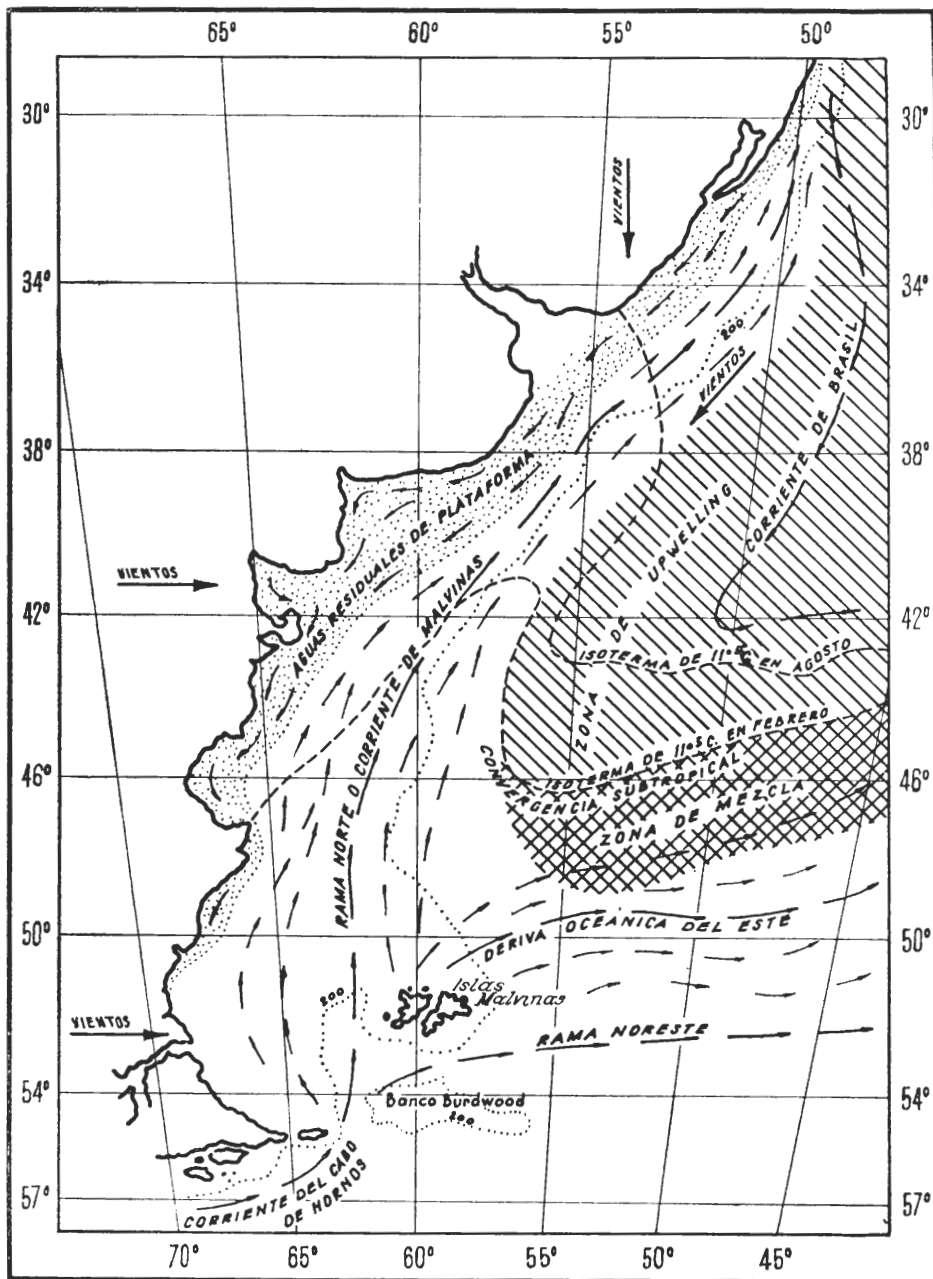 65° 60° 55° 50°
30° 30°
VIENTOS
34° 34°
200
VIENTOS
CORRIENTE DE BRASIL
38° 38°
AGUAS RESIDUALES DE PLATAFORMA
ZONA DE UPWELLING
VIENTOS
RAMA NORTE O CORRIENTE DE MALVINAS
42° 42°
ISOTERMA DE 11° S.C. EN AGOSTO
ISOTERMA DE 11° S.C. EN FEBRERO
CONVERGENCIA SUBTROPICAL
46° 46°
ZONA DE MEZCLA
DERIVA OCEANICA DEL ESTE
50° 50°
Islas
Malvinas
200
VIENTOS
RAMA NORESTE
54° 54°
Banco Burdwood
200
CORRIENTE DEL CABO
DE HORNOS
57° 57°
70° 65° 60° 55° 50° 45°